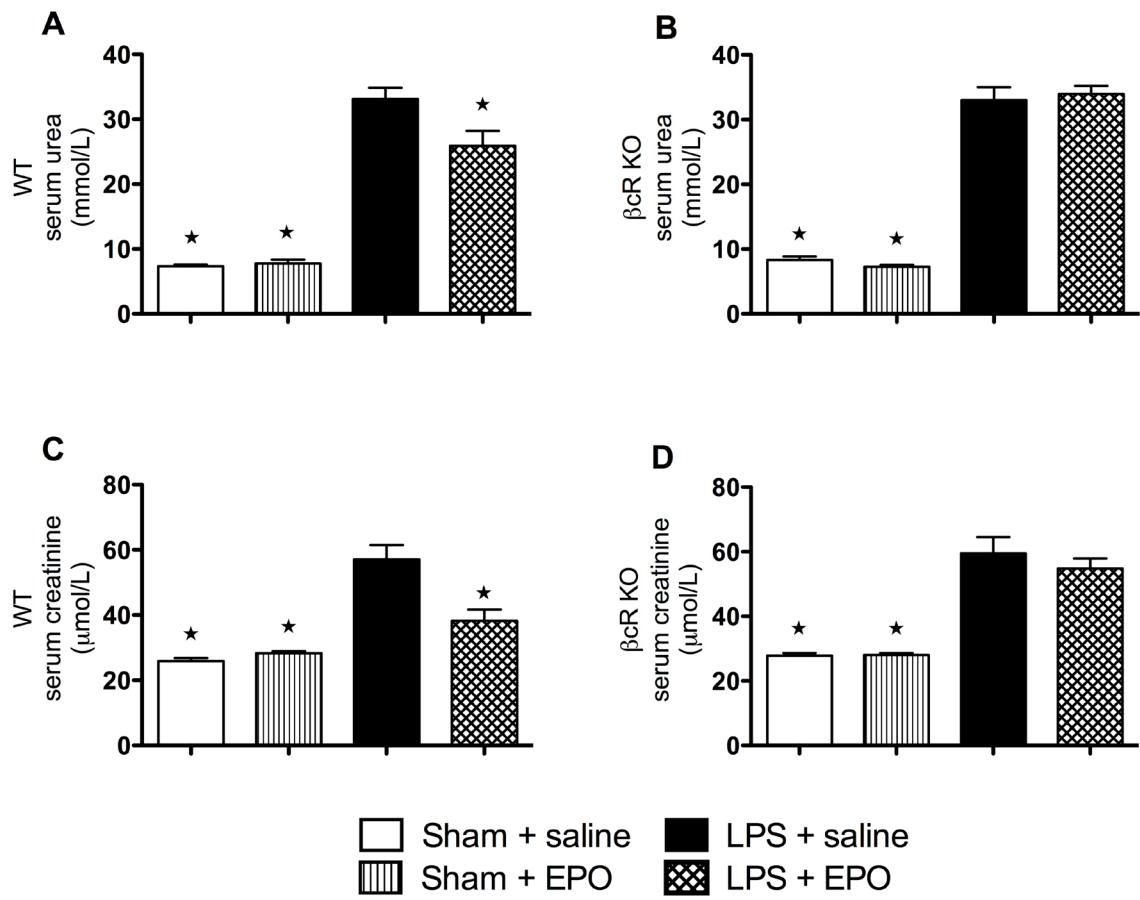 A
WT
serum urea
(mmol/L)
40
30
20
10
0
★
★
★
B
βcR KO
serum urea
(mmol/L)
40
30
20
10
0
★
★
C
WT
serum creatinine
(μmol/L)
80
60
40
20
0
★
★
★
D
βcR KO
serum creatinine
(μmol/L)
80
60
40
20
0
★
★
Sham + saline
LPS + saline
Sham + EPO
LPS + EPO